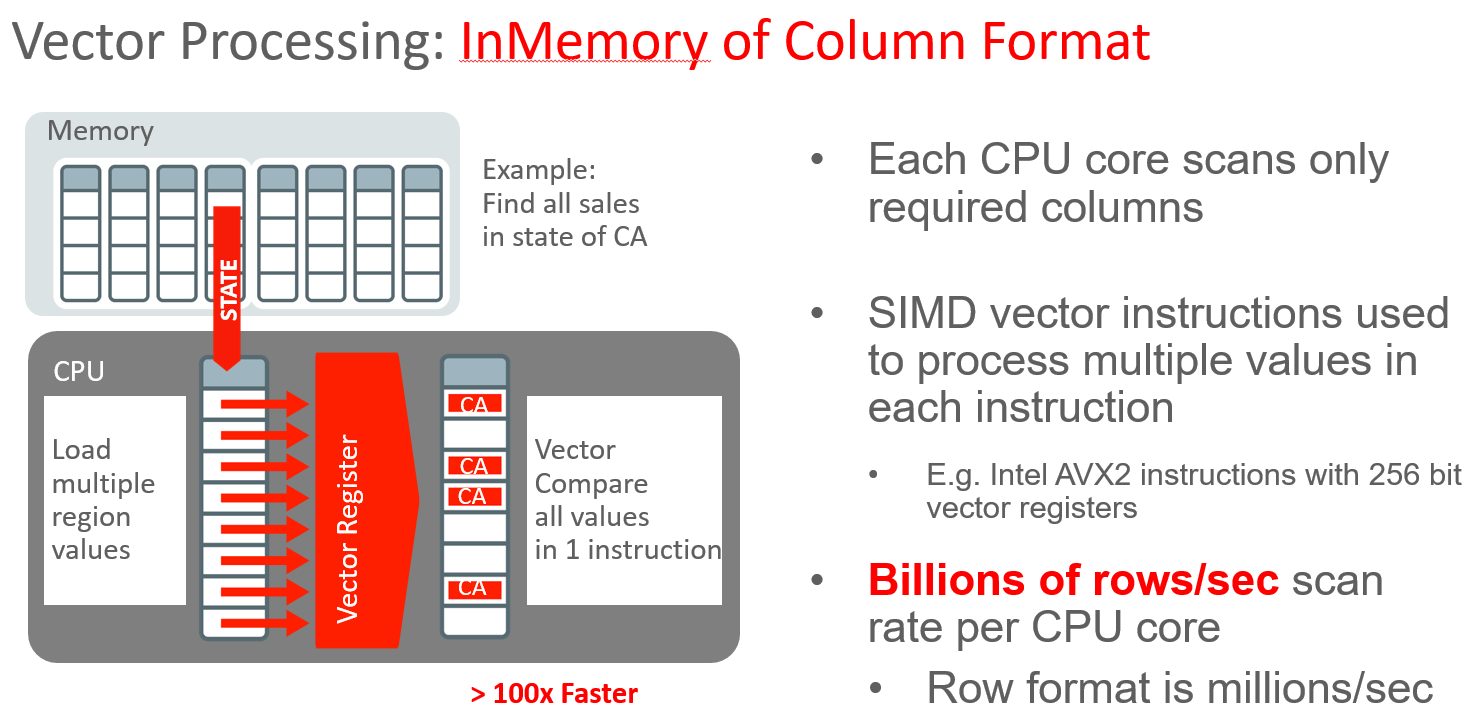 Vector Processing: InMemory of Column Format
Memory
Example:
Find all sales
in state of CA
STATE
CPU
Load
multiple
region
values
Vector Register
CA
CA
CA
CA
Vector
Compare
all values
in 1 instruction
> 100x Faster
• Each CPU core scans only
required columns
• SIMD vector instructions used
to process multiple values in
each instruction
• E.g. Intel AVX2 instructions with 256 bit
vector registers
• Billions of rows/sec scan
rate per CPU core
• Row format is millions/sec